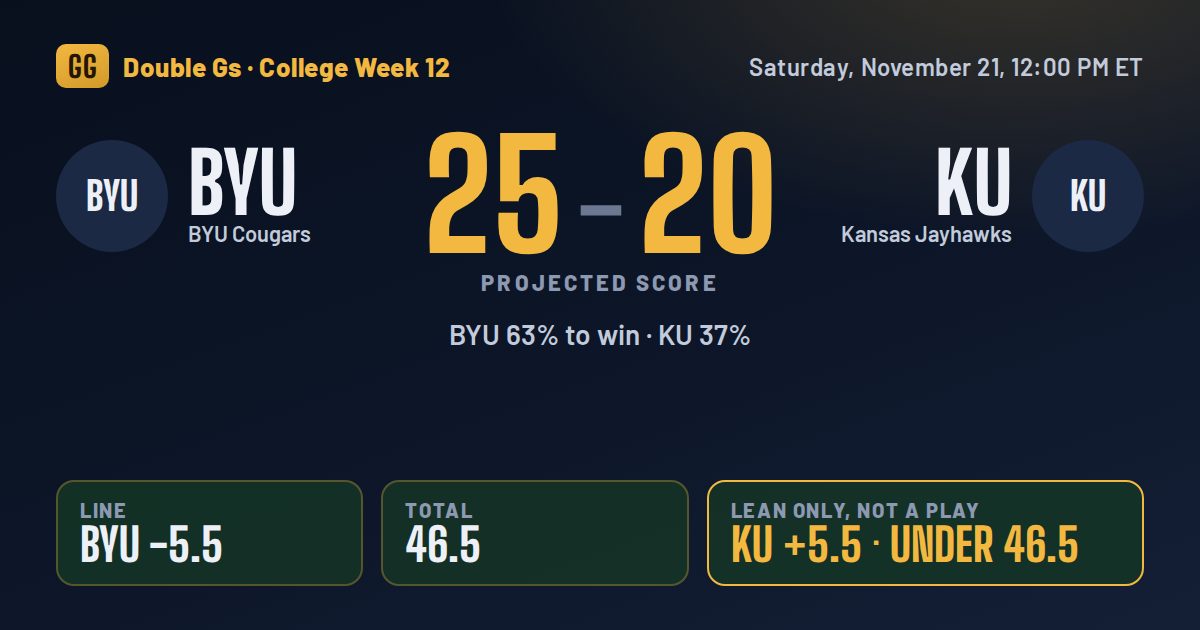 GG Double Gs · College Week 12
Saturday, November 21, 12:00 PM ET
BYU
BYU
BYU Cougars
25 – 20
PROJECTED SCORE
BYU 63% to win · KU 37%
KU
Kansas Jayhawks
KU
LINE
BYU −5.5
TOTAL
46.5
LEAN ONLY, NOT A PLAY
KU +5.5 · UNDER 46.5